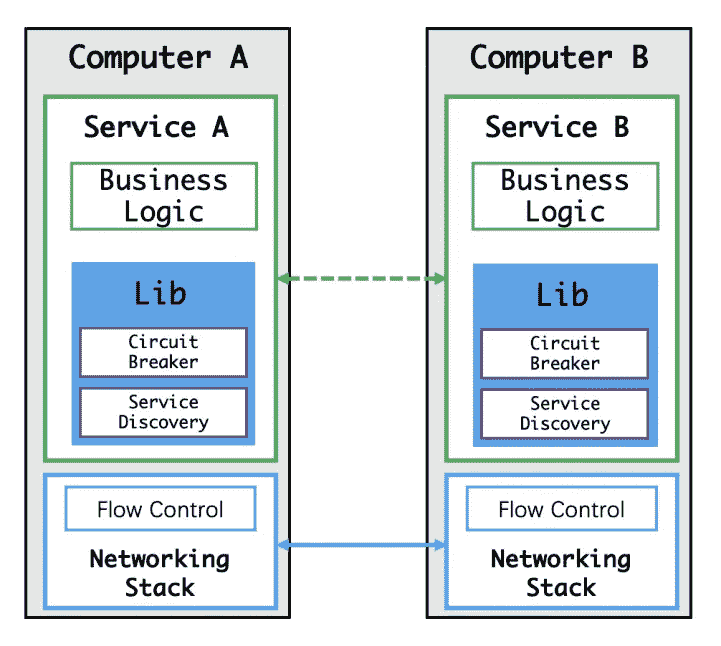 Computer A
Service A
Business
Logic
Lib
Circuit
Breaker
Service
Discovery
Flow Control
Networking
Stack
Computer B
Service B
Business
Logic
Lib
Circuit
Breaker
Service
Discovery
Flow Control
Networking
Stack